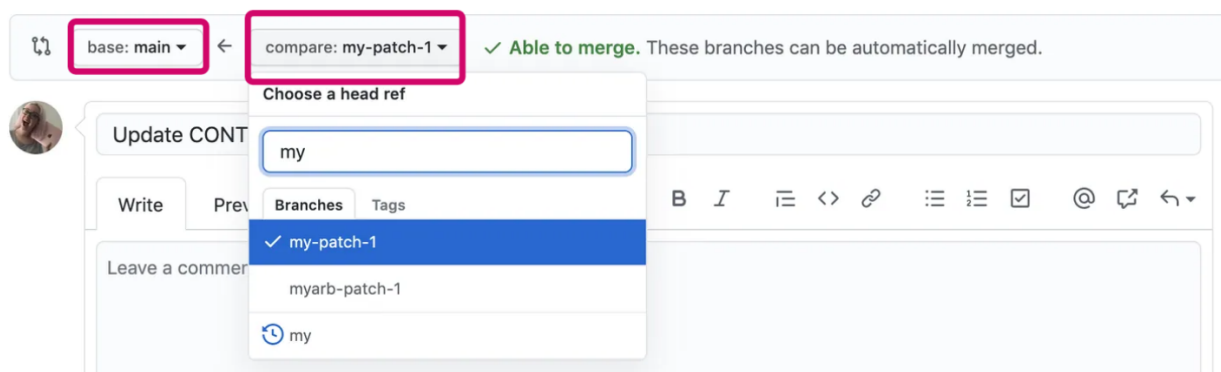 base: main compare: my-patch-1 Able to merge. These branches can be automatically merged.
Choose a head ref
Update CONT
my
Write Prev Branches Tags
my-patch-1
Leave a commer
myarb-patch-1
my